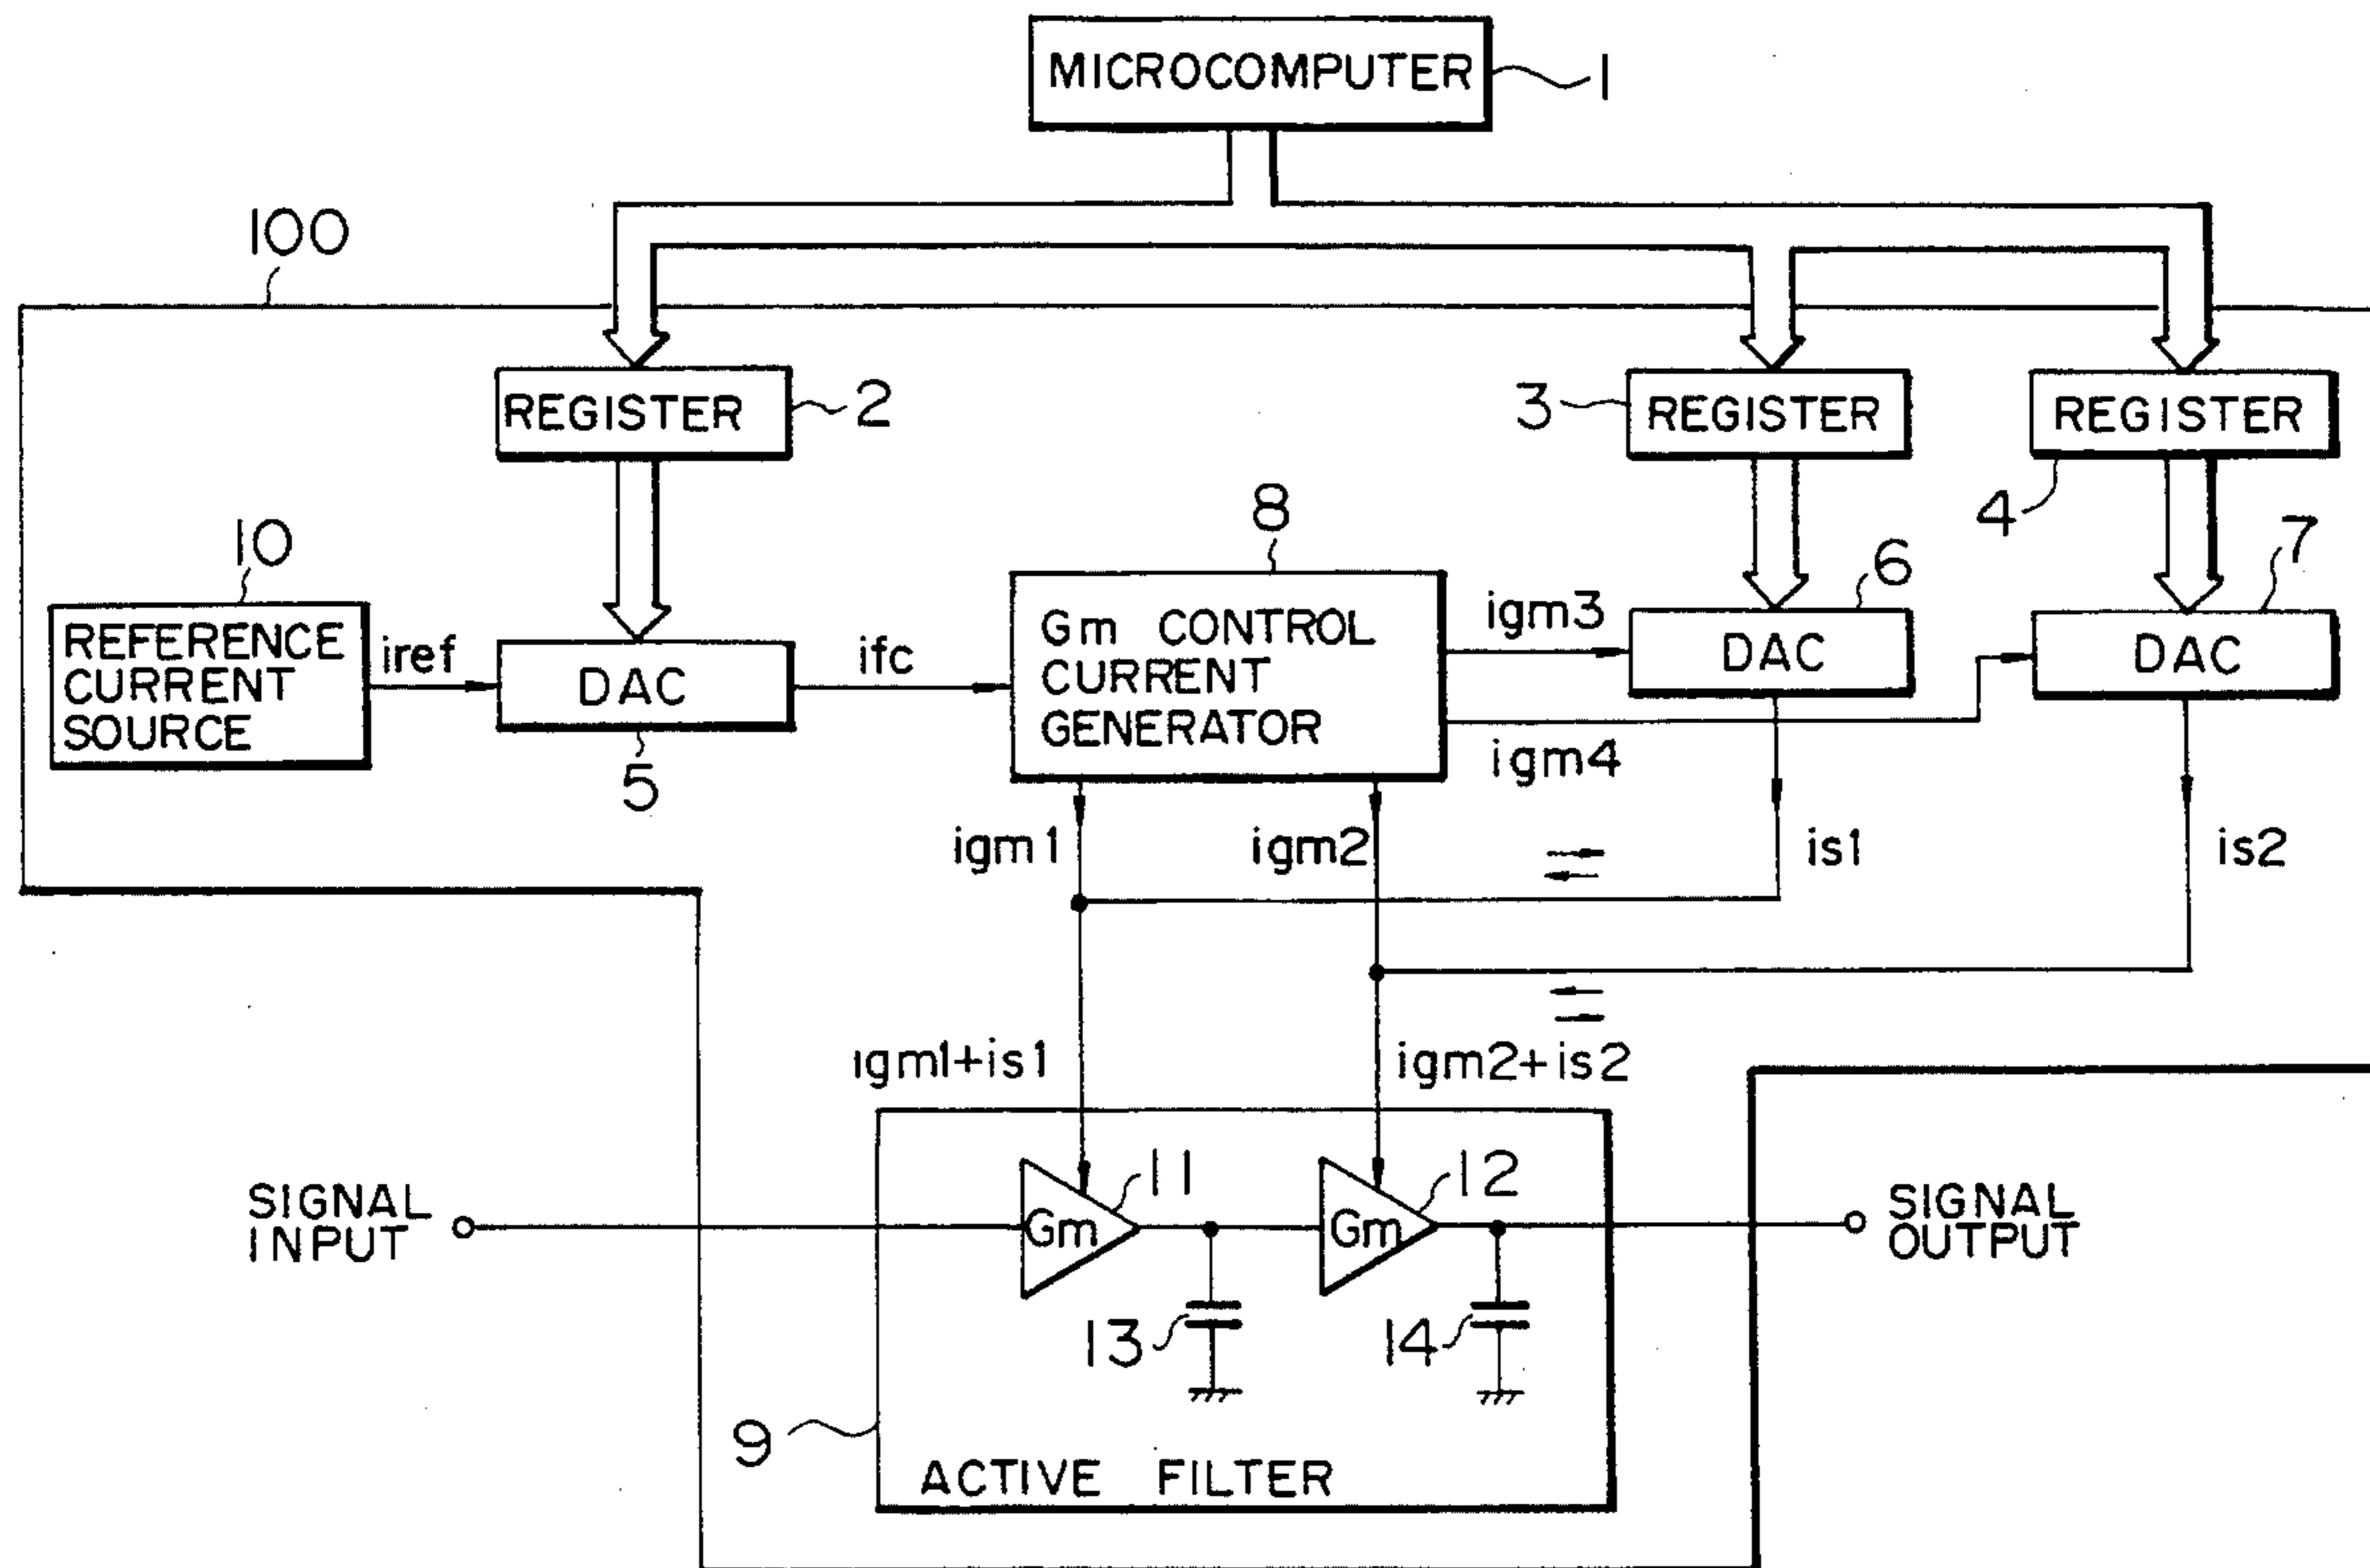 MICROCOMPUTER
1
100
REGISTER
2
3
REGISTER
REGISTER
4
10
8
6
7
REFERENCE
CURRENT
SOURCE
iref
DAC
5
ifc
Gm CONTROL
CURRENT
GENERATOR
igm3
DAC
DAC
igm4
igm1
igm2
is1
is2
igm1+is1
igm2+is2
SIGNAL
INPUT
Gm
11
Gm
12
SIGNAL
OUTPUT
13
14
9
ACTIVE FILTER